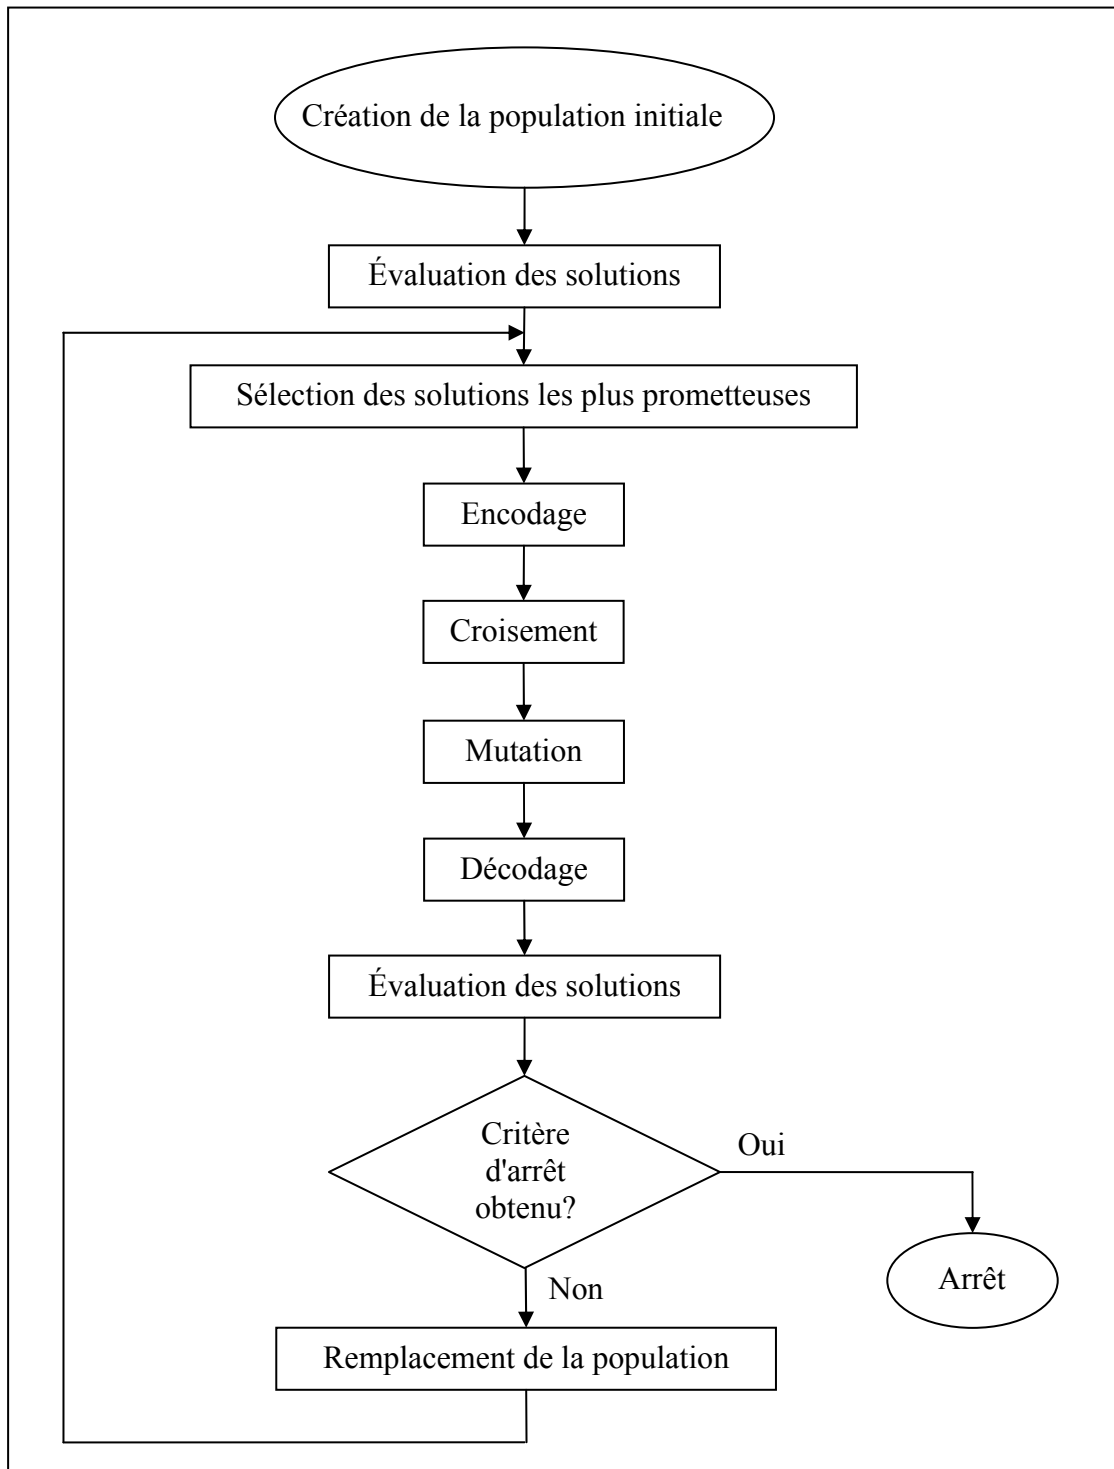 Création de la population initiale
Évaluation des solutions
Sélection des solutions les plus prometteuses
Encodage
Croisement
Mutation
Décodage
Évaluation des solutions
Critère
d'arrêt
obtenu?
Oui
Arrêt
Non
Remplacement de la population